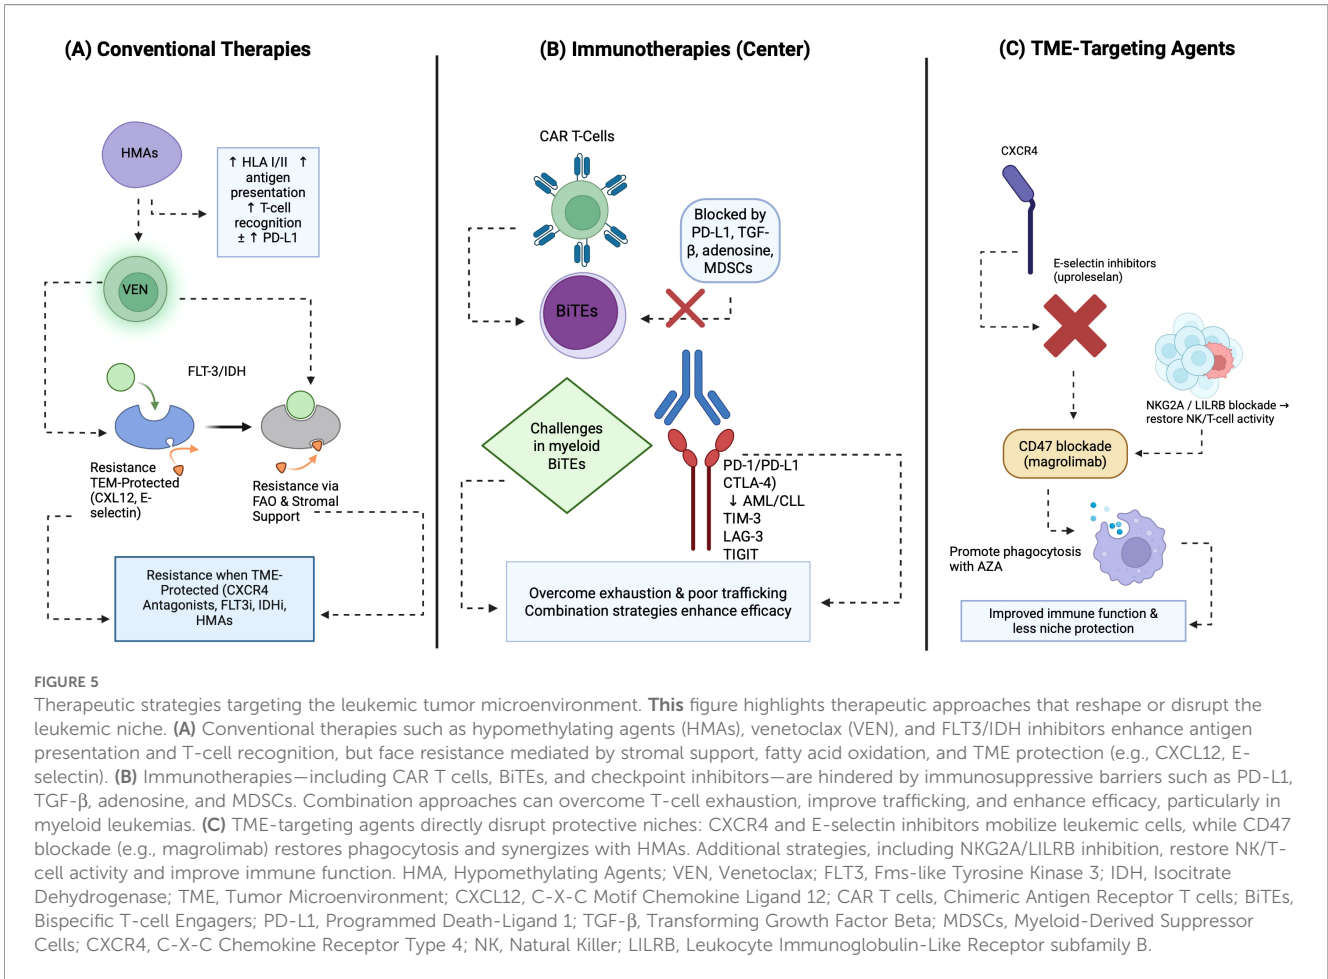 (A) Conventional Therapies
HMAs
↑ HLA I/II ↑
antigen
presentation
↑ T-cell
recognition
± ↑ PD-L1
VEN
FLT-3/IDH
Resistance
TEM-Protected
(CXL12, E-
selectin)
Resistance via
FAO & Stromal
Support
Resistance when TME-
Protected (CXCR4
Antagonists, FLT3i, IDHi,
HMAs
(B) Immunotherapies (Center)
CAR T-Cells
Blocked by
PD-L1, TGF-
β, adenosine,
MDSCs
BiTEs
Challenges
in myeloid
BiTEs
PD-1/PD-L1
CTLA-4)
↓ AML/CLL
TIM-3
LAG-3
TIGIT
Overcome exhaustion & poor trafficking
Combination strategies enhance efficacy
(C) TME-Targeting Agents
CXCR4
E-selectin inhibitors
(uproleselan)
NKG2A / LILRB blockade →
restore NK/T-cell activity
CD47 blockade
(magrolimab)
Promote phagocytosis
with AZA
Improved immune function &
less niche protection
FIGURE 5
Therapeutic strategies targeting the leukemic tumor microenvironment. This figure highlights therapeutic approaches that reshape or disrupt the
leukemic niche. (A) Conventional therapies such as hypomethylating agents (HMAs), venetoclax (VEN), and FLT3/IDH inhibitors enhance antigen
presentation and T-cell recognition, but face resistance mediated by stromal support, fatty acid oxidation, and TME protection (e.g., CXCL12, E-
selectin). (B) Immunotherapies—including CAR T cells, BiTEs, and checkpoint inhibitors—are hindered by immunosuppressive barriers such as PD-L1,
TGF-β, adenosine, and MDSCs. Combination approaches can overcome T-cell exhaustion, improve trafficking, and enhance efficacy, particularly in
myeloid leukemias. (C) TME-targeting agents directly disrupt protective niches: CXCR4 and E-selectin inhibitors mobilize leukemic cells, while CD47
blockade (e.g., magrolimab) restores phagocytosis and synergizes with HMAs. Additional strategies, including NKG2A/LILRB inhibition, restore NK/T-
cell activity and improve immune function. HMA, Hypomethylating Agents; VEN, Venetoclax; FLT3, Fms-like Tyrosine Kinase 3; IDH, Isocitrate
Dehydrogenase; TME, Tumor Microenvironment; CXCL12, C-X-C Motif Chemokine Ligand 12; CAR T cells, Chimeric Antigen Receptor T cells; BiTEs,
Bispecific T-cell Engagers; PD-L1, Programmed Death-Ligand 1; TGF-β, Transforming Growth Factor Beta; MDSCs, Myeloid-Derived Suppressor
Cells; CXCR4, C-X-C Chemokine Receptor Type 4; NK, Natural Killer; LILRB, Leukocyte Immunoglobulin-Like Receptor subfamily B.